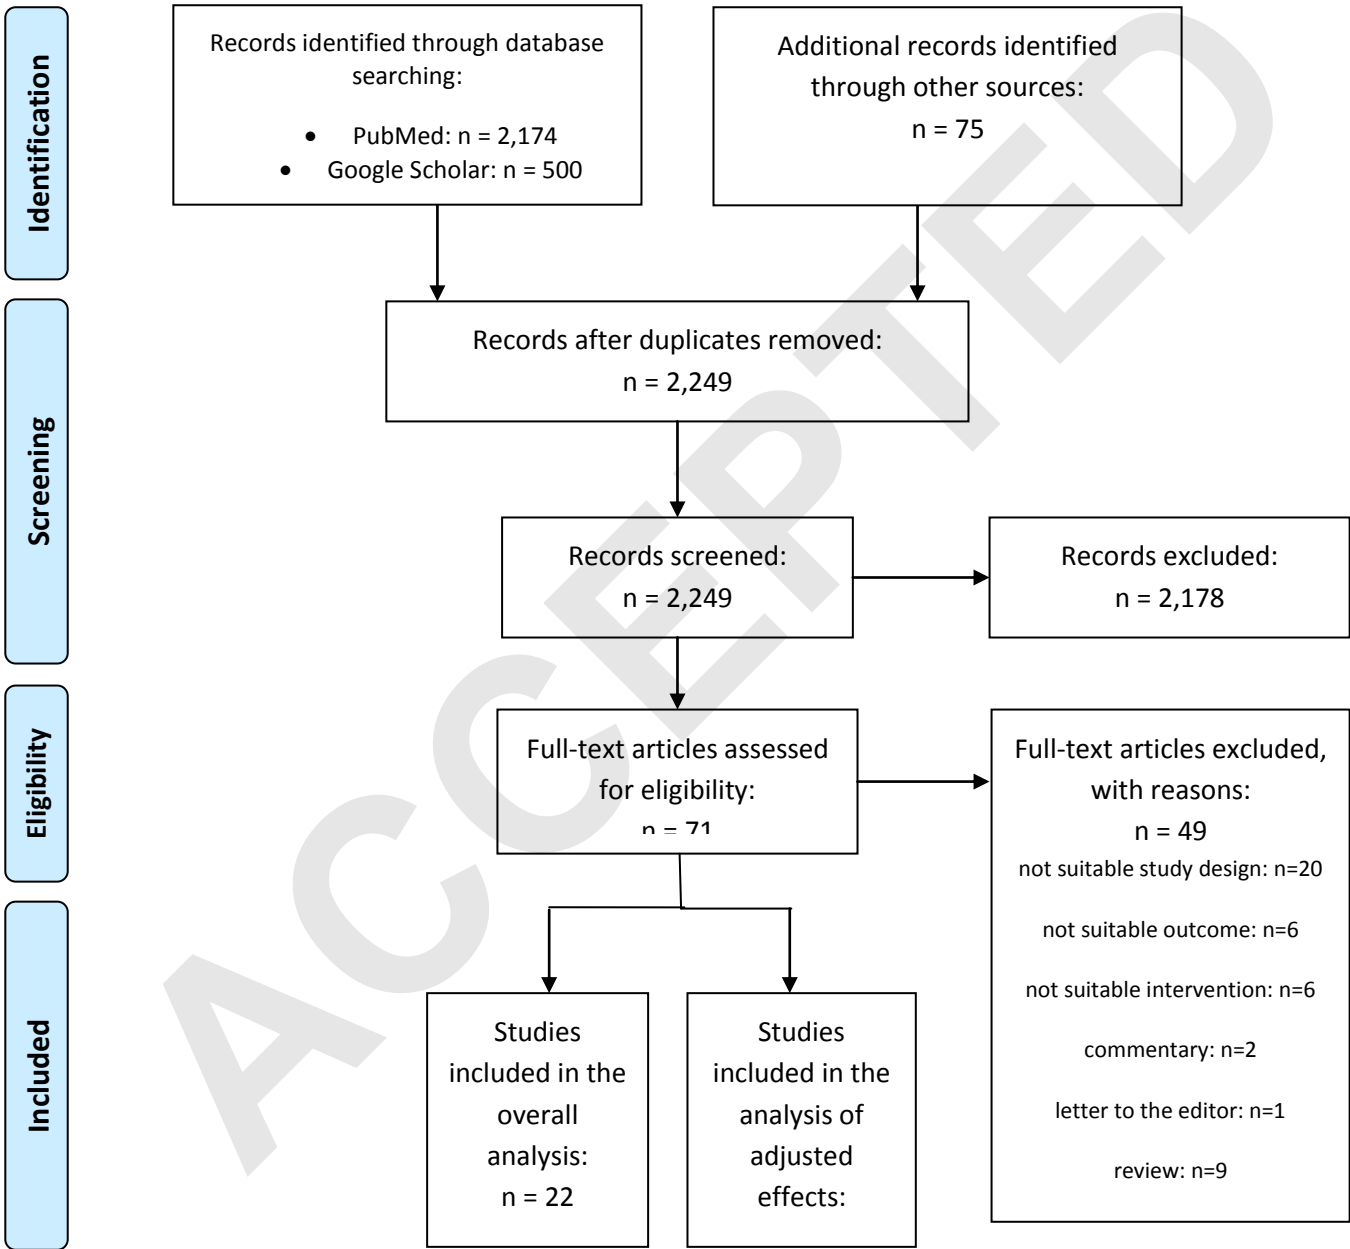 Identification
Records identified through database
searching:
• PubMed: n = 2,174
• Google Scholar: n = 500
Additional records identified
through other sources:
n = 75
Screening
Records after duplicates removed:
n = 2,249
Records screened:
n = 2,249
Records excluded:
n = 2,178
Eligibility
Full-text articles assessed
for eligibility:
n = 71
Full-text articles excluded,
with reasons:
n = 49
not suitable study design: n=20
not suitable outcome: n=6
not suitable intervention: n=6
commentary: n=2
letter to the editor: n=1
review: n=9
Included
Studies
included in the
overall
analysis:
n = 22
Studies
included in the
analysis of
adjusted
effects:
ACCEPTED